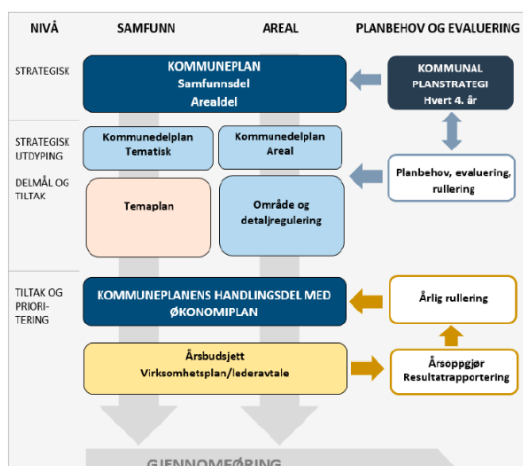 NIVÅ
SAMFUNN
AREAL
PLANBEHOV OG EVALUERING
STRATEGISK
KOMMUNEPLAN
Samfunnsdel
Arealdel
KOMMUNAL
PLANSTRATEGI
Hvert 4. år
STRATEGISK
UTDYPING
Kommunedelplan
Tematisk
Kommunedelplan
Areal
Planbehov, evaluering,
rullering
DELMÅL OG
TILTAK
Temaplan
Område og
detaljregulering
TILTAK OG
PRIORI-
TERING
KOMMUNEPLANENS HANDLINGSDEL MED
ØKONOMIPLAN
Årlig rullering
Årsbudsjett
Virksomhetsplan/lederavtale
Årsoppgjør
Resultatrapportering
GJENNOMFØRING